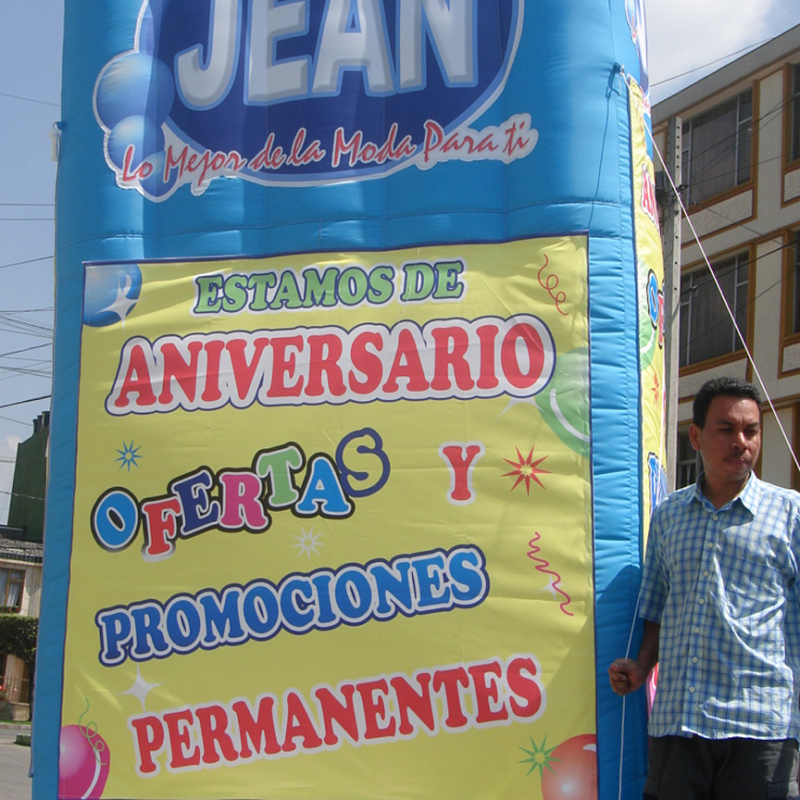 JEAN
Lo Mejor de la Moda Para ti
ESTAMOS DE
ANIVERSARIO
OFERTAS Y
PROMOCIONES
PERMANENTES